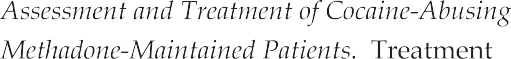 Assessment and Treatment of Cocaine-Abusing
Methadone-Maintained Patients. Treatment